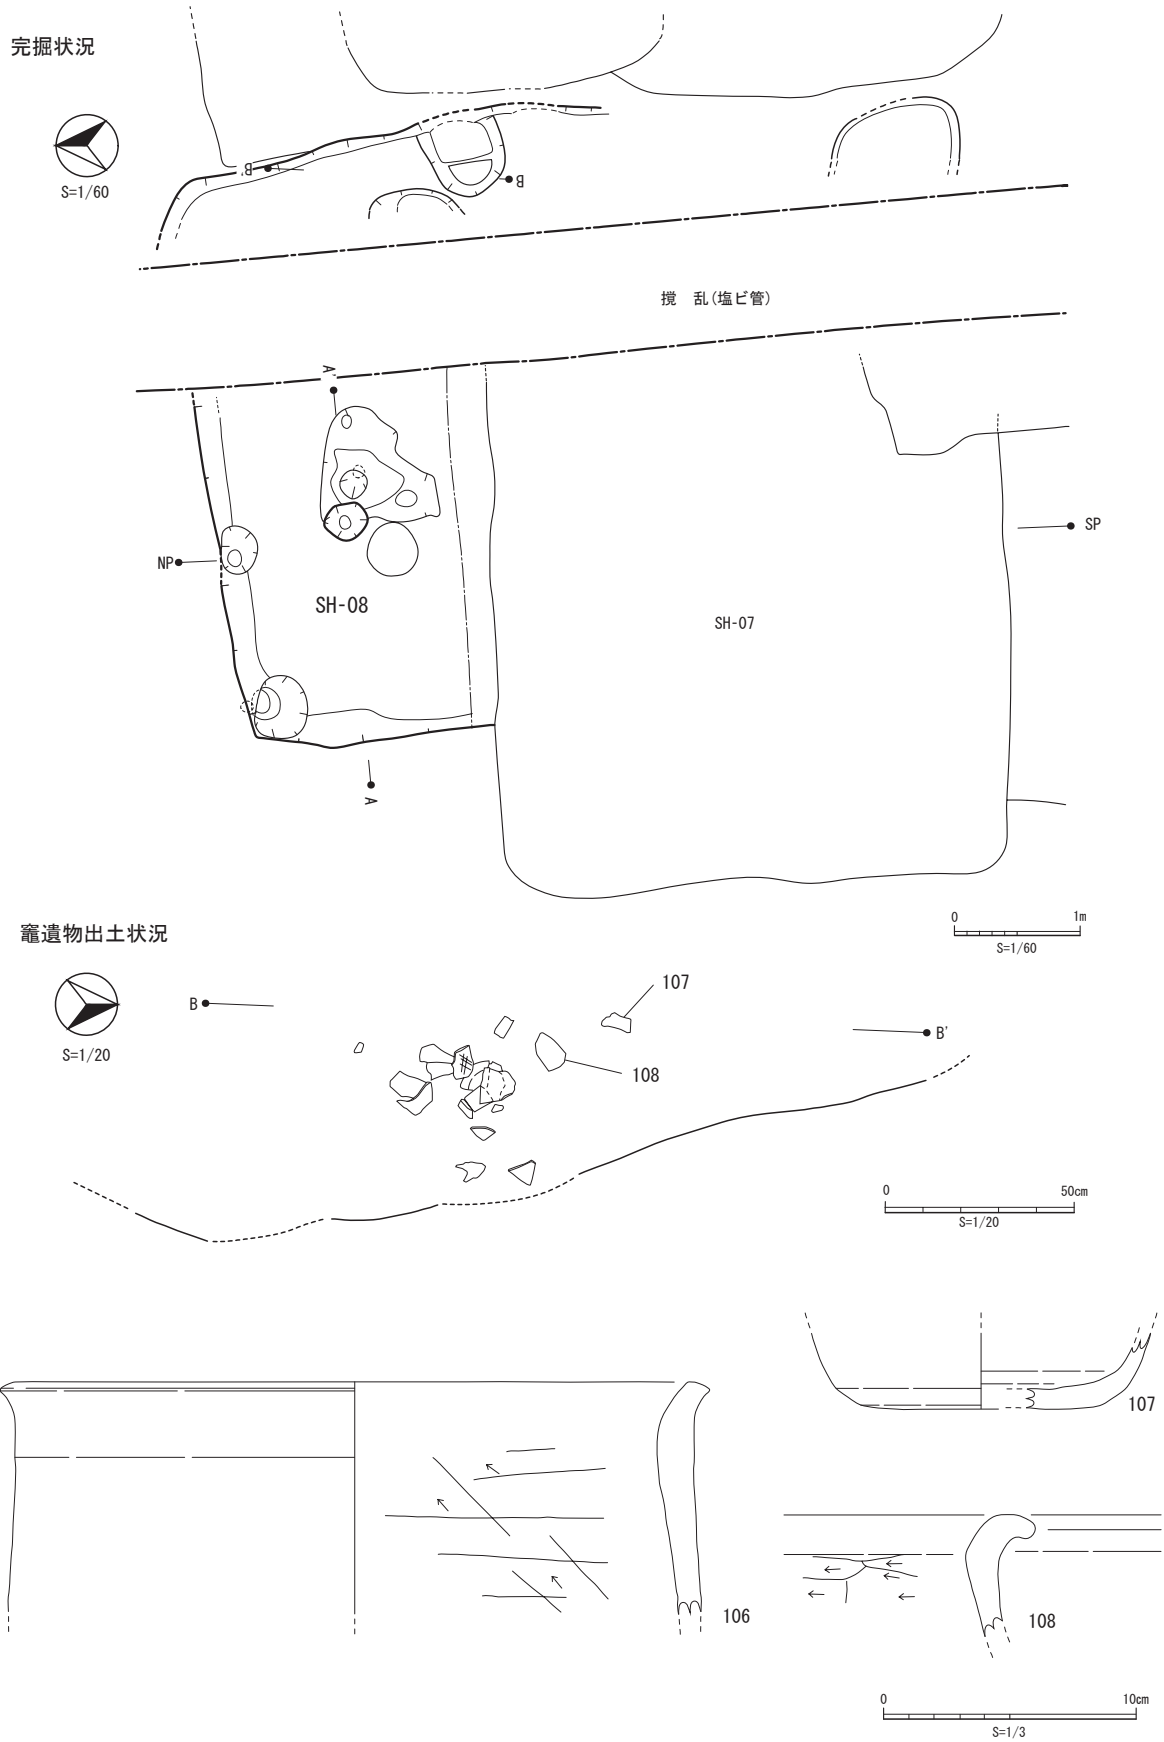 完掘状況
S=1/60
B'
B
撹　乱(塩ビ管)
A'
NP
SP
SH-08
SH-07
A
0 1m
S=1/60
竈遺物出土状況
S=1/20
B
107
B'
108
0 50cm
S=1/20
107
106
108
0 10cm
S=1/3